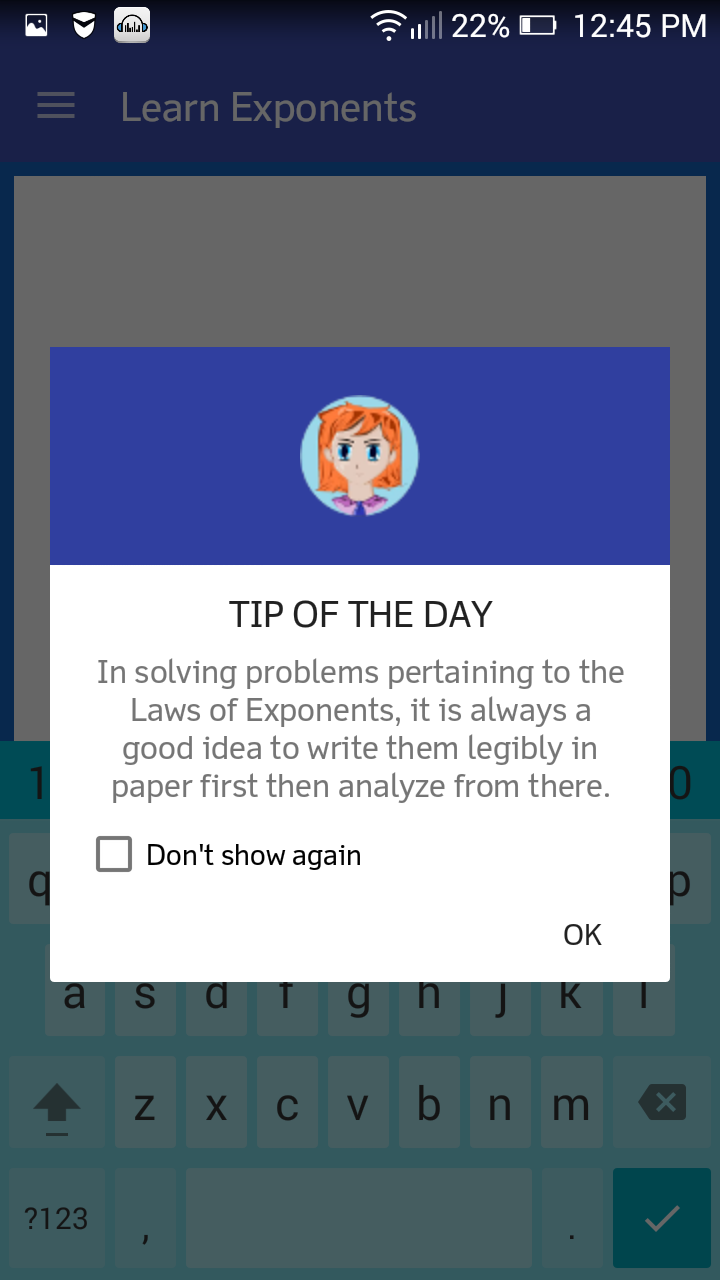 22% 12:45 PM
Learn Exponents
TIP OF THE DAY
In solving problems pertaining to the
Laws of Exponents, it is always a
good idea to write them legibly in
paper first then analyze from there.
Don't show again
OK
1 0
q p
a s d f g h j k l
z x c v b n m
?123 , .